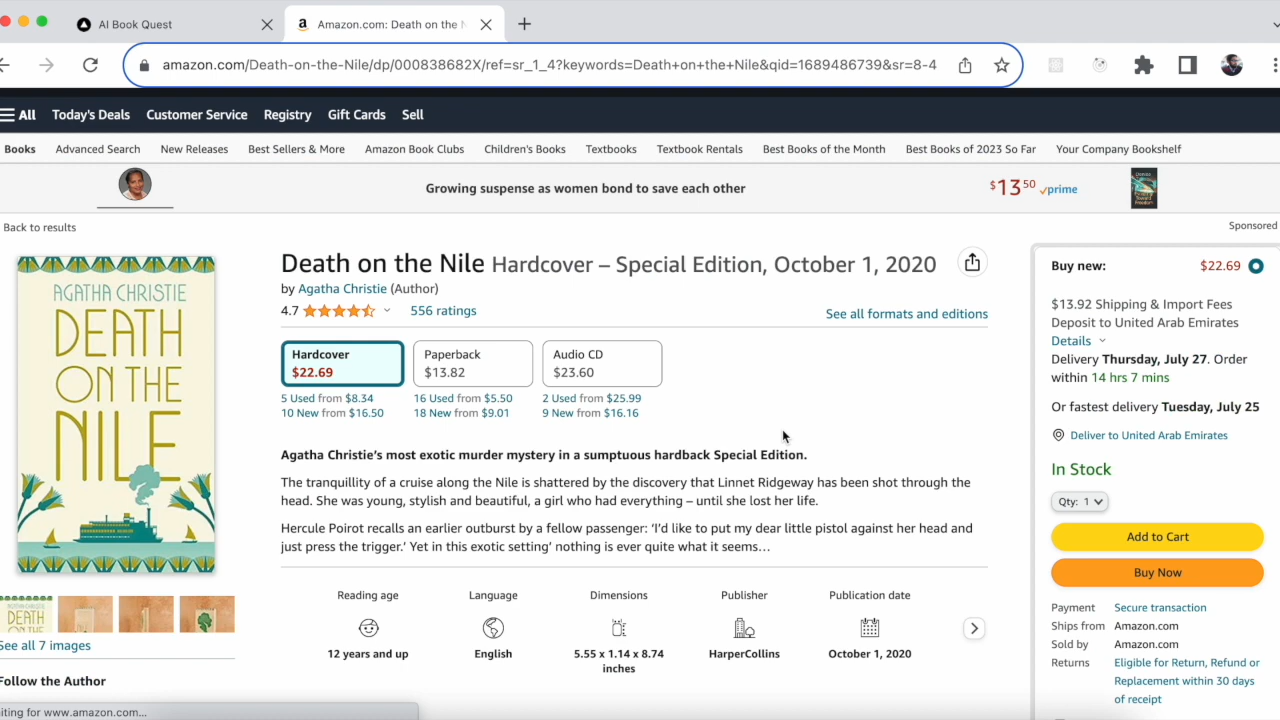 AI Book Quest
a Amazon.com: Death on the N
amazon.com/Death-on-the-Nile/dp/000838682X/ref=sr_1_4?keywords=Death+on+the+Nile&qid=1689486739&sr=8-4
All Today's Deals Customer Service Registry Gift Cards Sell
Books Advanced Search New Releases Best Sellers & More Amazon Book Clubs Children's Books Textbooks Textbook Rentals Best Books of the Month Best Books of 2023 So Far Your Company Bookshelf
Growing suspense as women bond to save each other
$13 50 prime
Back to results
Sponsored
AGATHA CHRISTIE
DEATH
ON THE
NILE
See all 7 images
Follow the Author
Death on the Nile Hardcover – Special Edition, October 1, 2020
by Agatha Christie (Author)
4.7 556 ratings
See all formats and editions
Hardcover
$22.69
5 Used from $8.34
10 New from $16.50
Paperback
$13.82
16 Used from $5.50
18 New from $9.01
Audio CD
$23.60
2 Used from $25.99
9 New from $16.16
Agatha Christie's most exotic murder mystery in a sumptuous hardback Special Edition.
The tranquillity of a cruise along the Nile is shattered by the discovery that Linnet Ridgeway has been shot through the
head. She was young, stylish and beautiful, a girl who had everything – until she lost her life.
Hercule Poirot recalls an earlier outburst by a fellow passenger: 'I'd like to put my dear little pistol against her head and
just press the trigger.' Yet in this exotic setting' nothing is ever quite what it seems…
Reading age
12 years and up
Language
English
Dimensions
5.55 x 1.14 x 8.74
inches
Publisher
HarperCollins
Publication date
October 1, 2020
Buy new: $22.69
$13.92 Shipping & Import Fees
Deposit to United Arab Emirates
Details
Delivery Thursday, July 27. Order
within 14 hrs 7 mins
Or fastest delivery Tuesday, July 25
Deliver to United Arab Emirates
In Stock
Qty: 1
Add to Cart
Buy Now
Payment Secure transaction
Ships from Amazon.com
Sold by Amazon.com
Returns Eligible for Return, Refund or
Replacement within 30 days
of receipt
iting for www.amazon.com...